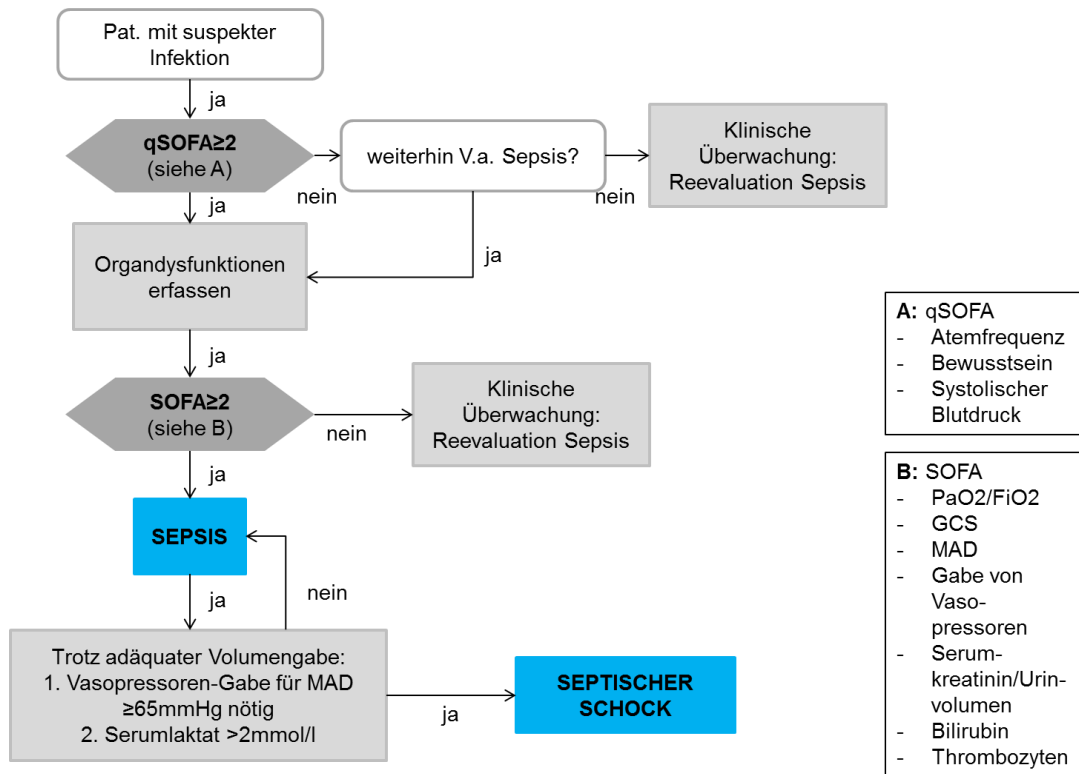 Pat. mit suspekter
Infektion
ja
qSOFA≥2
(siehe A)
nein
weiterhin V.a. Sepsis?
nein
Klinische
Überwachung:
Reevaluation Sepsis
ja
ja
Organdysfunktionen
erfassen
ja
SOFA≥2
(siehe B)
nein
Klinische
Überwachung:
Reevaluation Sepsis
ja
SEPSIS
ja
nein
Trotz adäquater Volumengabe:
1. Vasopressoren-Gabe für MAD
≥65mmHg nötig
2. Serumlaktat >2mmol/l
ja
SEPTISCHER
SCHOCK
A: qSOFA
- Atemfrequenz
- Bewusstsein
- Systolischer
Blutdruck
B: SOFA
- PaO2/FiO2
- GCS
- MAD
- Gabe von
Vaso-
pressoren
- Serum-
kreatinin/Urin-
volumen
- Bilirubin
- Thrombozyten